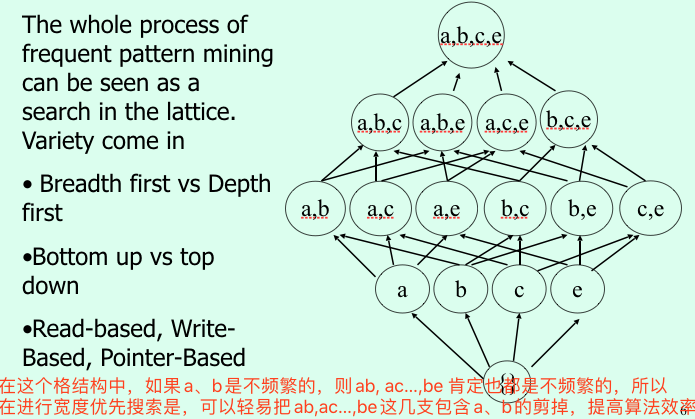 The whole process of
frequent pattern mining
can be seen as a
search in the lattice.
Variety come in
• Breadth first vs Depth
first
•Bottom up vs top
down
•Read-based, Write-
Based, Pointer-Based
a,b,c,e
a,b,c a,b,e a,c,e b,c,e
a,b a,c a,e b,c b,e c,e
a b c e
{}
在这个格结构中，如果a、b是不频繁的，则ab, ac...,be 肯定也都是不频繁的，所以
在进行宽度优先搜索是，可以轻易把ab,ac...,be这几支包含a、b的剪掉，提高算法效率